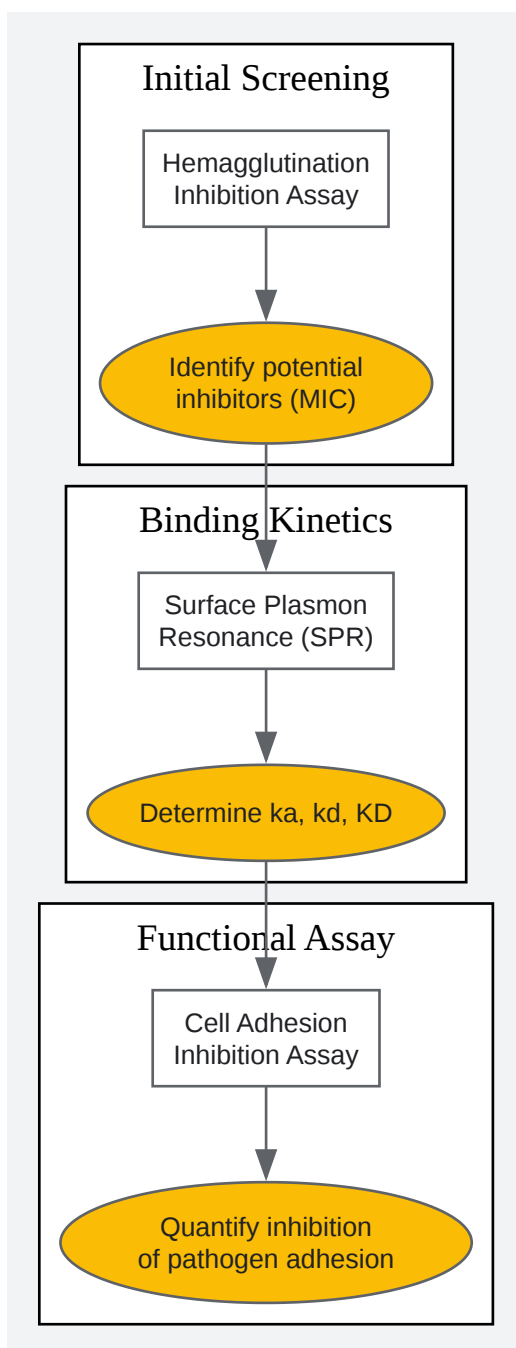 Initial Screening
Hemagglutination
Inhibition Assay
Identify potential
inhibitors (MIC)
Binding Kinetics
Surface Plasmon
Resonance (SPR)
Determine ka, kd, KD
Functional Assay
Cell Adhesion
Inhibition Assay
Quantify inhibition
of pathogen adhesion